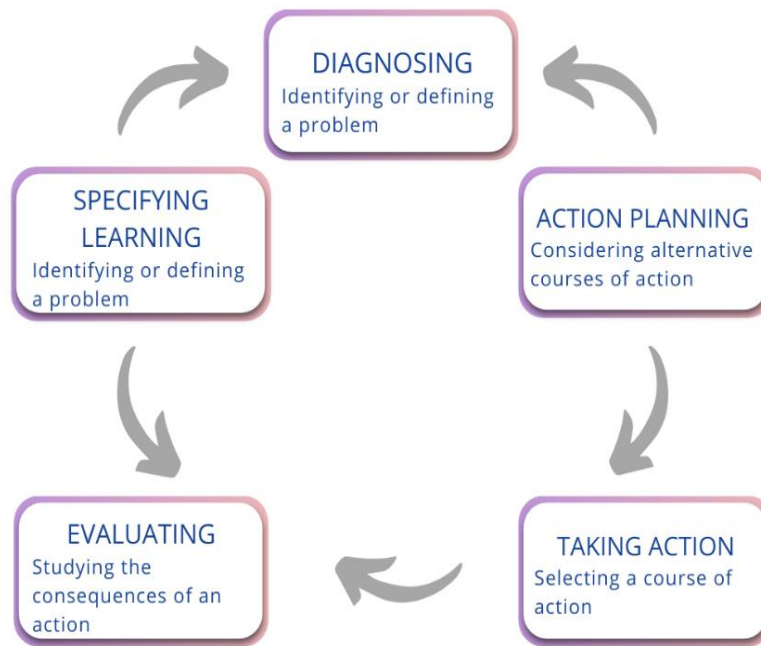 DIAGNOSING
Identifying or defining
a problem
SPECIFYING
LEARNING
Identifying or defining
a problem
ACTION PLANNING
Considering alternative
courses of action
EVALUATING
Studying the
consequences of an
action
TAKING ACTION
Selecting a course of
action